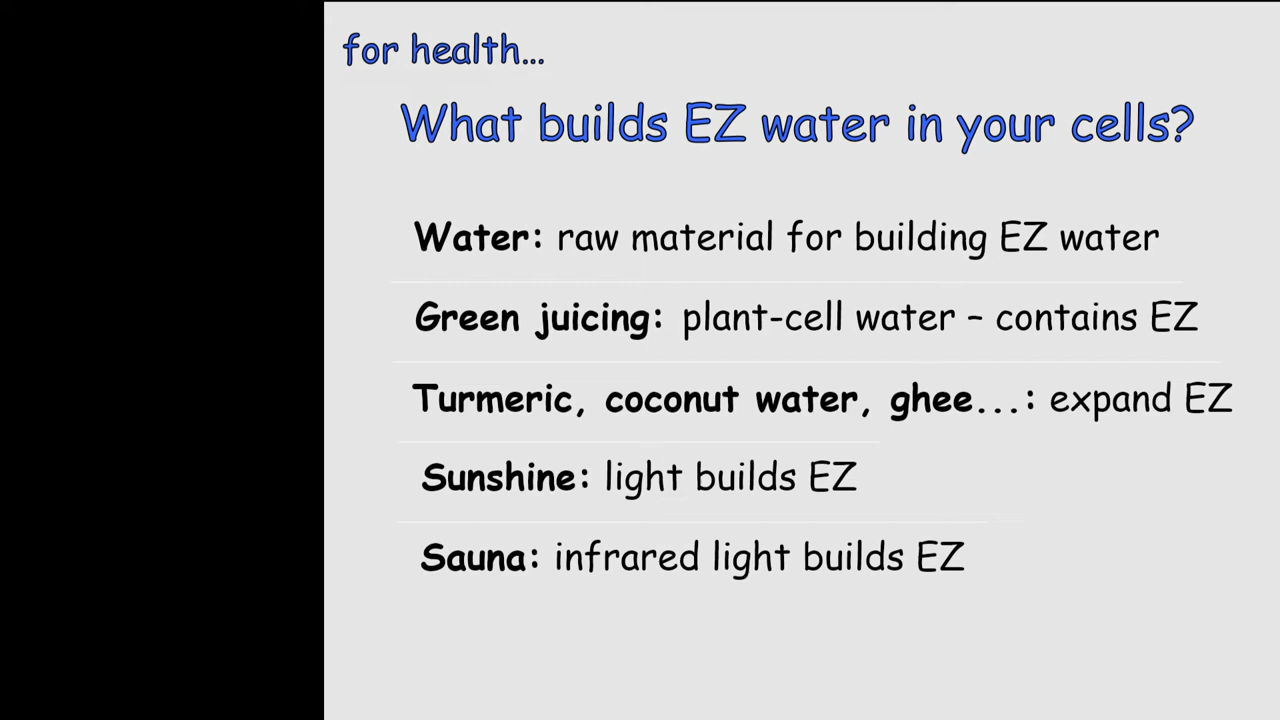 for health...
What builds EZ water in your cells?
Water: raw material for building EZ water
Green juicing: plant-cell water – contains EZ
Turmeric, coconut water, ghee...: expand EZ
Sunshine: light builds EZ
Sauna: infrared light builds EZ